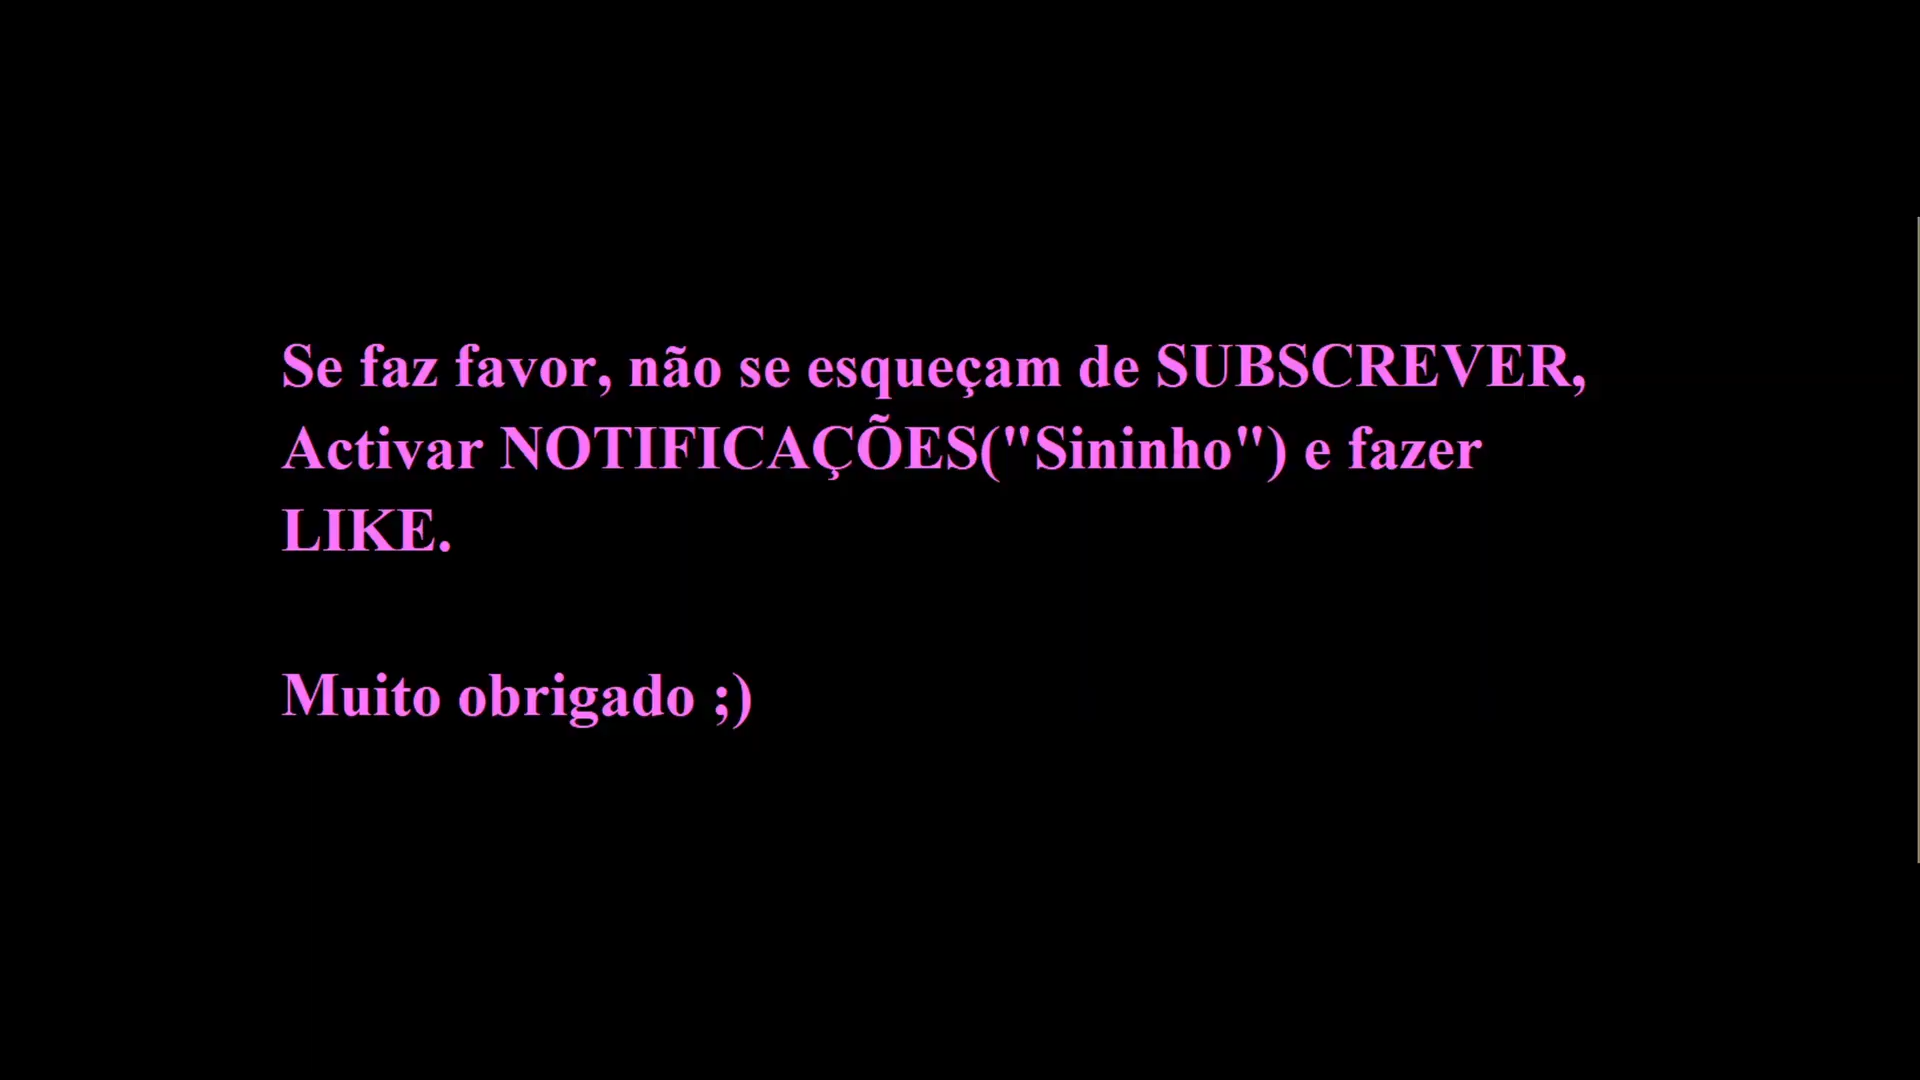 Se faz favor, não se esqueçam de SUBSCREVER,
Activar NOTIFICAÇÕES("Sininho") e fazer
LIKE.
Muito obrigado ;)